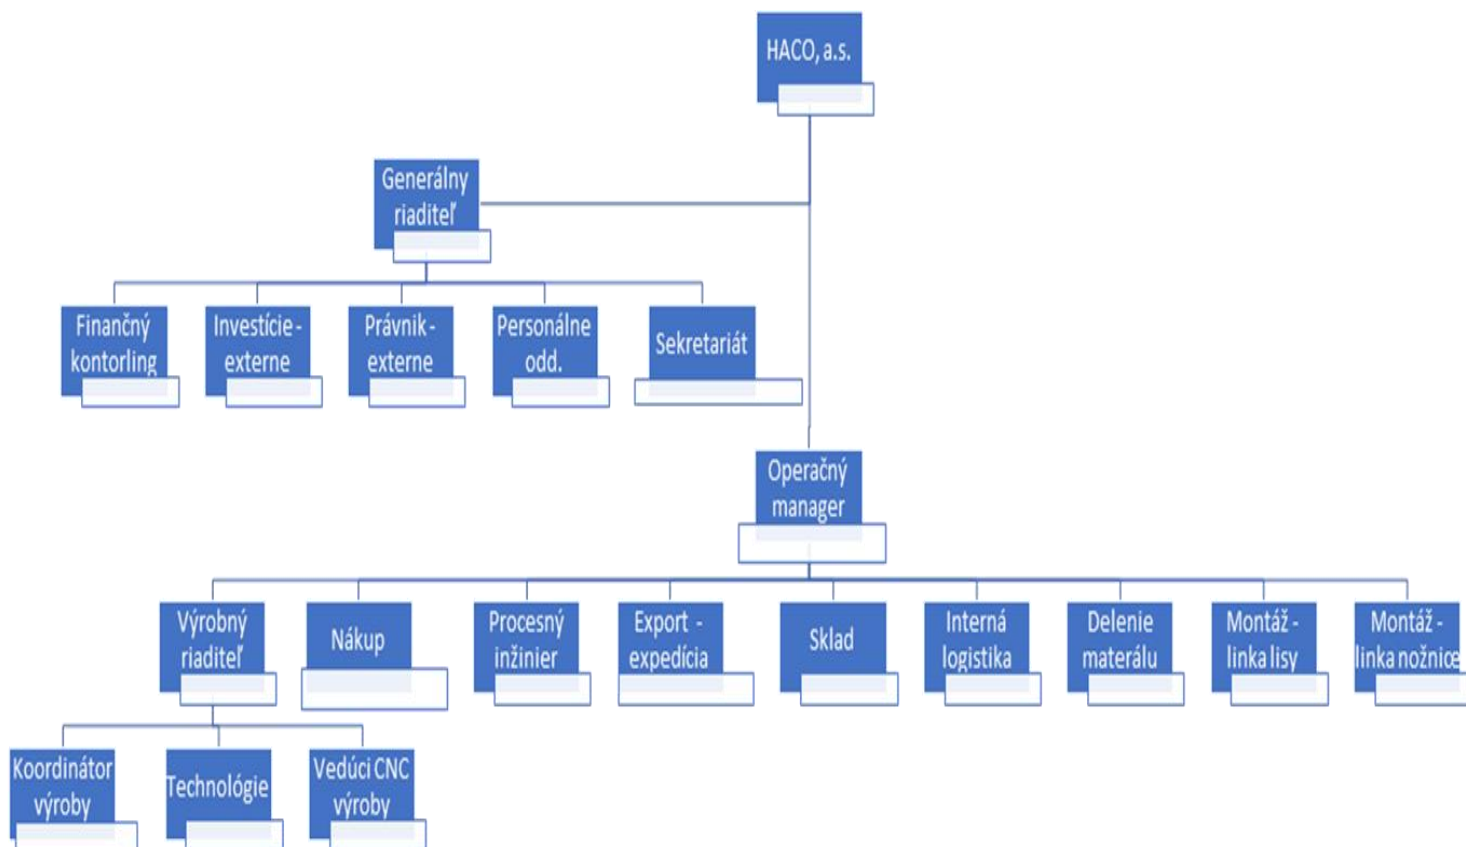 HACO, a.s.
Generálny
riaditeľ
Finančný
kontorling
Investície -
externe
Právnik -
externe
Personálne
odd.
Sekretariát
Operačný
manager
Výrobný
riaditeľ
Nákup
Procesný
inžinier
Export -
expedícia
Sklad
Interná
logistika
Delenie
materálu
Montáž -
linka lisy
Montáž -
linka nožnice
Koordinátor
výroby
Technológie
Vedúci CNC
výroby